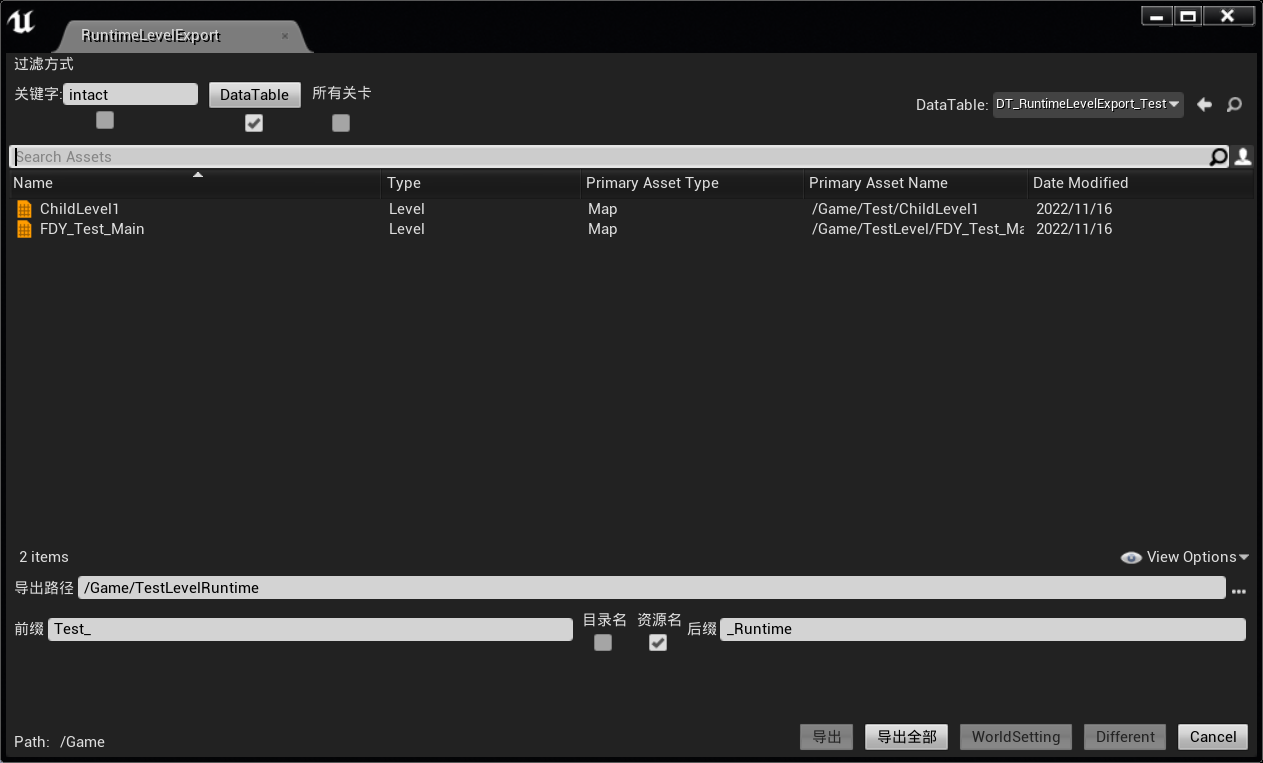 RuntimeLevelExport
过滤方式
关键字: intact DataTable 所有关卡
DataTable: DT_RuntimeLevelExport_Test
Search Assets
Name Type Primary Asset Type Primary Asset Name Date Modified
ChildLevel1 Level Map /Game/Test/ChildLevel1 2022/11/16
FDY_Test_Main Level Map /Game/TestLevel/FDY_Test_Ma 2022/11/16
2 items View Options
导出路径 /Game/TestLevelRuntime ...
前缀 Test_ 目录名 资源名 后缀 _Runtime
Path: /Game 导出 导出全部 WorldSetting Different Cancel